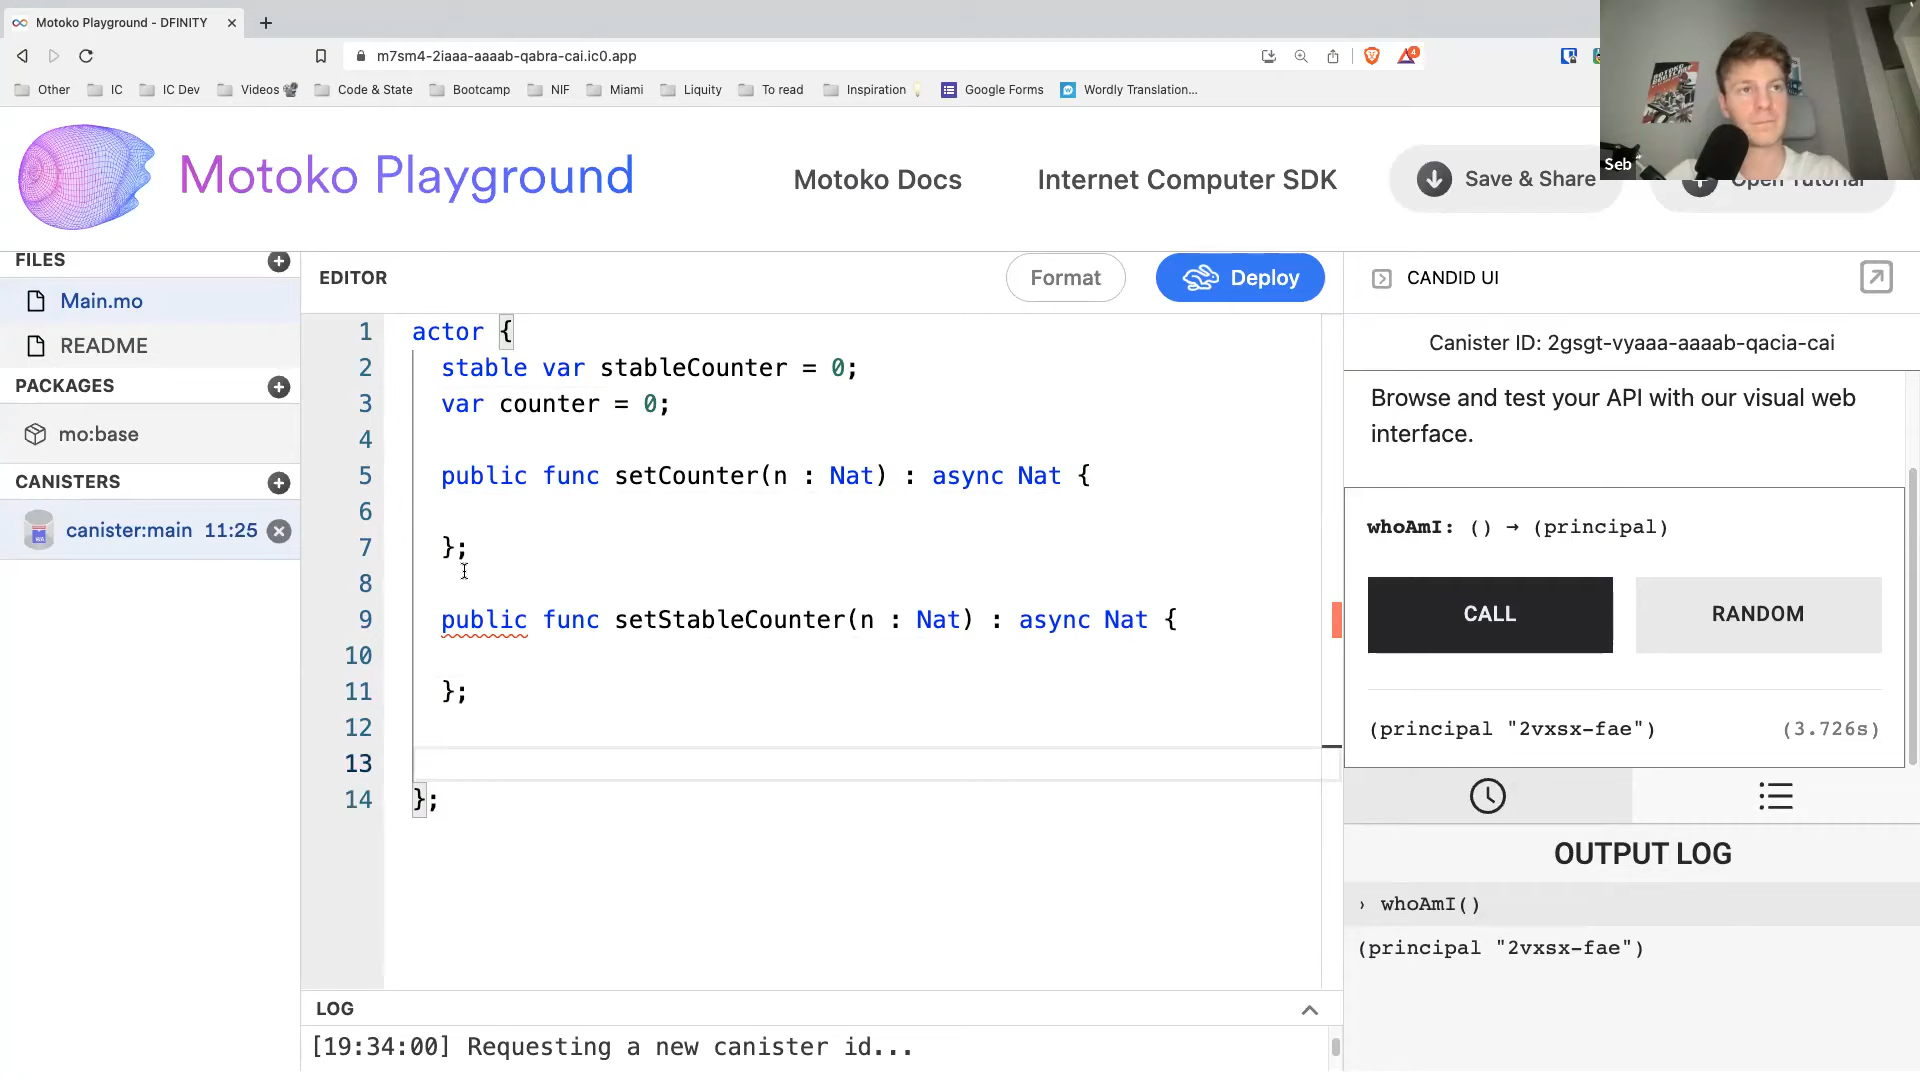 Motoko Playground - DFINITY
m7sm4-2iaaa-aaaab-qabra-cai.ic0.app
4
Other
IC
IC Dev
Videos
Code & State
Bootcamp
NIF
Miami
Liquity
To read
Inspiration
Google Forms
Wordly Translation...
Seb
Motoko Playground
Motoko Docs
Internet Computer SDK
Save & Share
Open Tutorial
FILES
Main.mo
README
PACKAGES
mo:base
CANISTERS
canister:main 11:25
EDITOR
Format
Deploy
1 actor {
2 stable var stableCounter = 0;
3 var counter = 0;
4
5 public func setCounter(n : Nat) : async Nat {
6
7 };
8
9 public func setStableCounter(n : Nat) : async Nat {
10
11 };
12
13
14 };
LOG
[19:34:00] Requesting a new canister id...
CANDID UI
Canister ID: 2gsgt-vyaaa-aaaab-qacia-cai
Browse and test your API with our visual web
interface.
whoAmI: () → (principal)
CALL
RANDOM
(principal "2vxsx-fae") (3.726s)
OUTPUT LOG
› whoAmI()
(principal "2vxsx-fae")